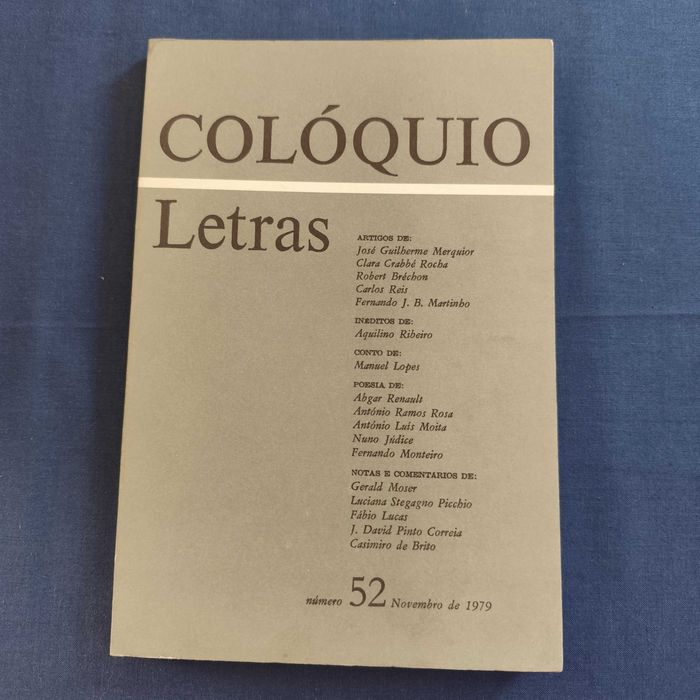 COLÓQUIO
Letras
ARTIGOS DE:
José Guilherme Merquior
Clara Crabbé Rocha
Robert Bréchon
Carlos Reis
Fernando J. B. Martinho
INÉDITOS DE:
Aquilino Ribeiro
CONTO DE:
Manuel Lopes
POESIA DE:
Abgar Renault
António Ramos Rosa
António Luís Moita
Nuno Júdice
Fernando Monteiro
NOTAS E COMENTÁRIOS DE:
Gerald Moser
Luciana Stegagno Picchio
Fábio Lucas
J. David Pinto Correia
Casimiro de Brito
número 52 Novembro de 1979